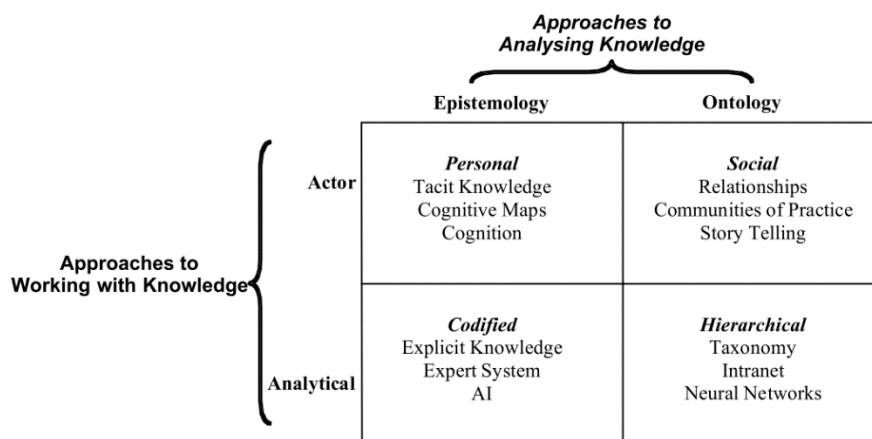 Approaches to
Analysing Knowledge
Epistemology
Ontology
Actor
Personal
Tacit Knowledge
Cognitive Maps
Cognition
Social
Relationships
Communities of Practice
Story Telling
Approaches to
Working with Knowledge
Analytical
Codified
Explicit Knowledge
Expert System
AI
Hierarchical
Taxonomy
Intranet
Neural Networks